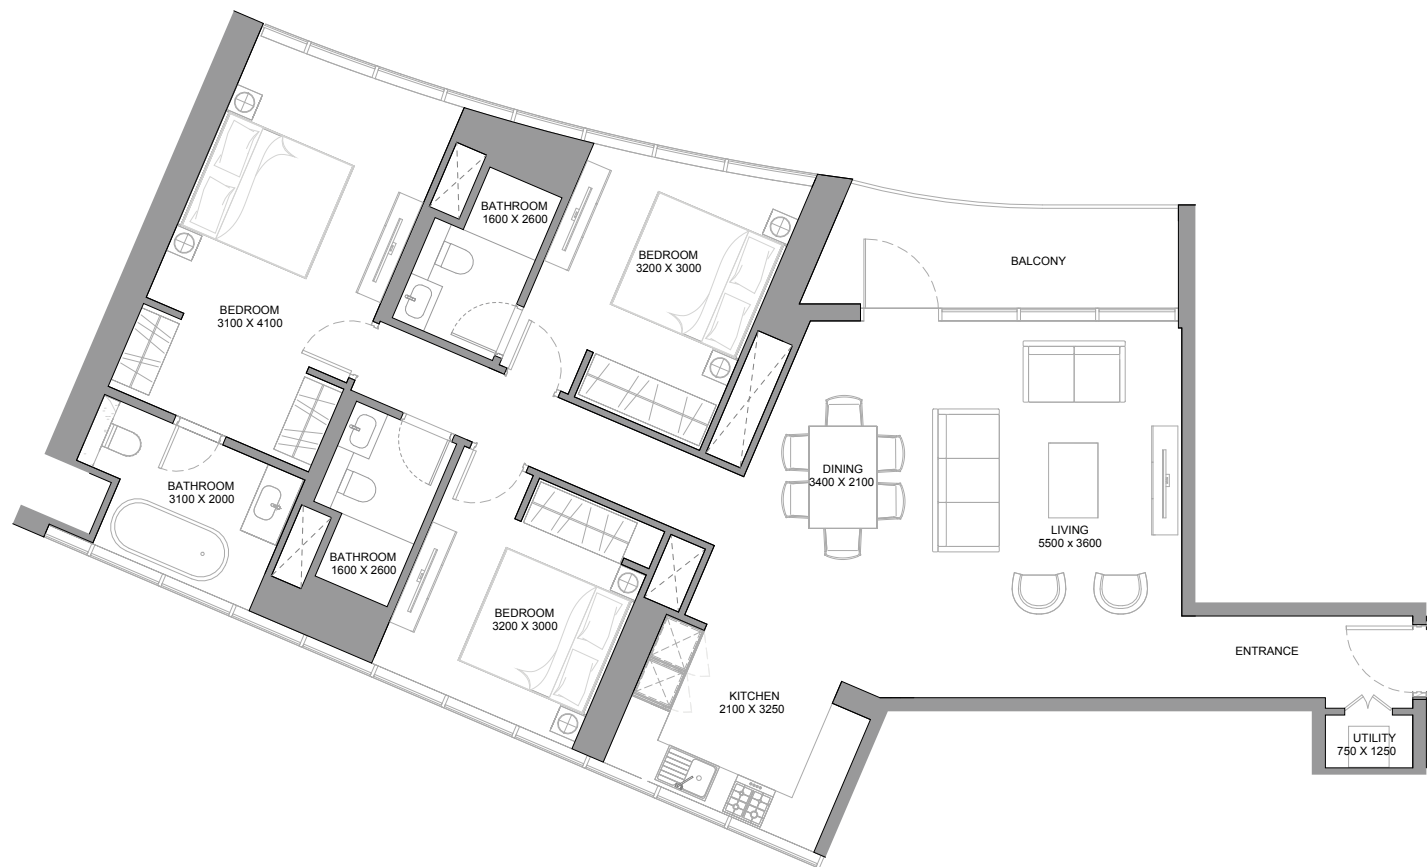 BATHROOM
1600 X 2600
BEDROOM
3200 X 3000
BALCONY
BEDROOM
3100 X 4100
DINING
3400 X 2100
BATHROOM
3100 X 2000
LIVING
5500 x 3600
BATHROOM
1600 X 2600
BEDROOM
3200 X 3000
ENTRANCE
KITCHEN
2100 X 3250
UTILITY
750 X 1250